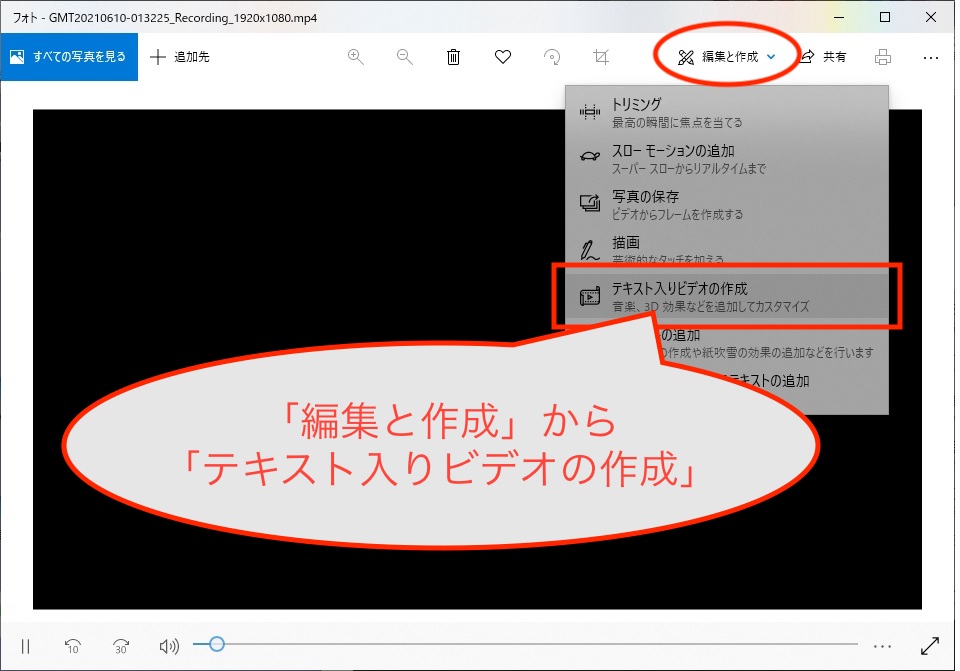 フォト - GMT20210610-013225_Recording_1920x1080.mp4
すべての写真を見る
追加先
編集と作成
共有
トリミング
最高の瞬間に焦点を当てる
スロー モーションの追加
スーパー スローからリアルタイムまで
写真の保存
ビデオからフレームを作成する
描画
芸術的なタッチを加える
テキスト入りビデオの作成
音楽、3D 効果などを追加してカスタマイズ
の追加
の作成や紙吹雪の効果の追加などを行います
テキストの追加
「編集と作成」から
「テキスト入りビデオの作成」
10
30